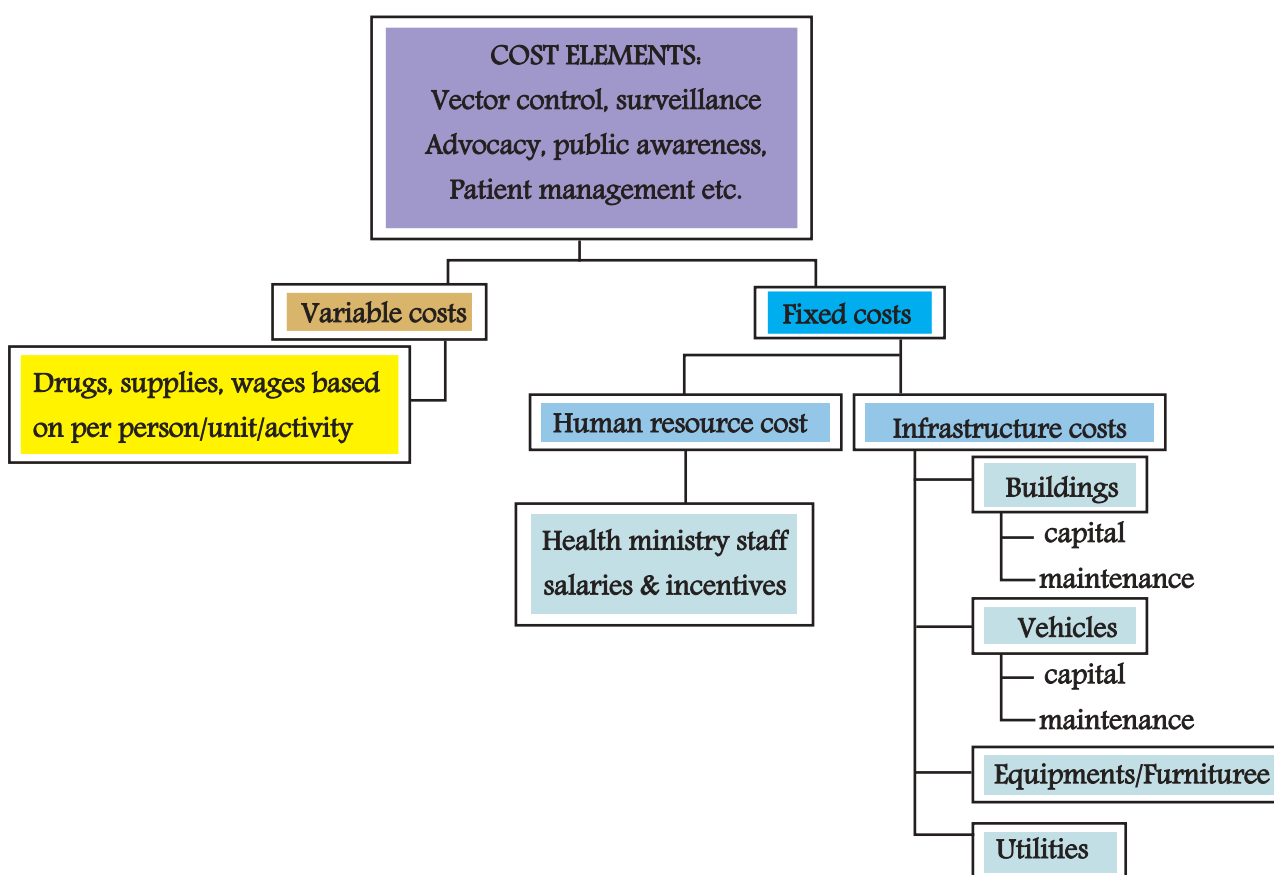 COST ELEMENTS:
Vector control, surveillance
Advocacy, public awareness,
Patient management etc.
Variable costs
Fixed costs
Drugs, supplies, wages based
on per person/unit/activity
Human resource cost
Infrastructure costs
Health ministry staff
salaries & incentives
Buildings
capital
maintenance
Vehicles
capital
maintenance
Equipments/Furnituree
Utilities